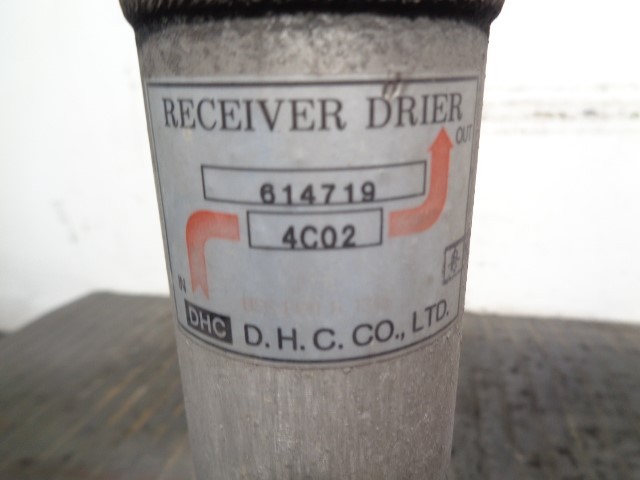 RECEIVER DRIER
OUT
614719
4C02
IN
DHC D.H.C.CO.,LTD.